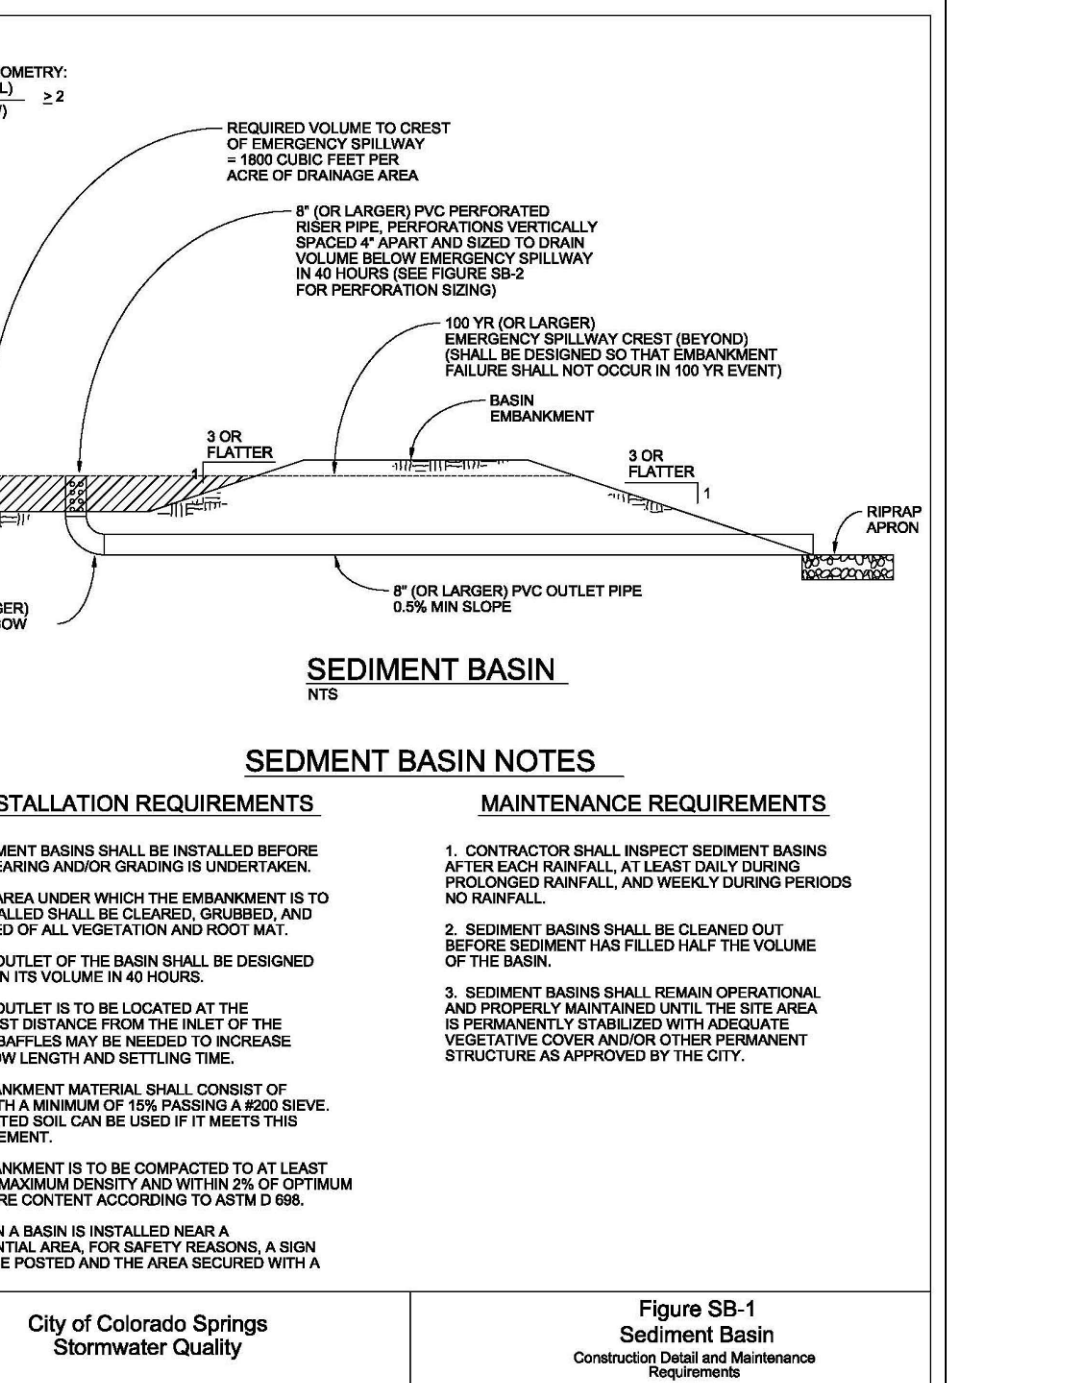 OMETRY:
L)
≥ 2
REQUIRED VOLUME TO CREST
OF EMERGENCY SPILLWAY
= 1800 CUBIC FEET PER
ACRE OF DRAINAGE AREA
8" (OR LARGER) PVC PERFORATED
RISER PIPE, PERFORATIONS VERTICALLY
SPACED 4" APART AND SIZED TO DRAIN
VOLUME BELOW EMERGENCY SPILLWAY
IN 40 HOURS (SEE FIGURE SB-2
FOR PERFORATION SIZING)
100 YR (OR LARGER)
EMERGENCY SPILLWAY CREST (BEYOND)
(SHALL BE DESIGNED SO THAT EMBANKMENT
FAILURE SHALL NOT OCCUR IN 100 YR EVENT)
BASIN
EMBANKMENT
3 OR
FLATTER
1
3 OR
FLATTER
1
RIPRAP
APRON
8" (OR LARGER) PVC OUTLET PIPE
0.5% MIN SLOPE
GER)
OW
SEDIMENT BASIN
NTS
SEDMENT BASIN NOTES
STALLATION REQUIREMENTS
MENT BASINS SHALL BE INSTALLED BEFORE
EARING AND/OR GRADING IS UNDERTAKEN.
AREA UNDER WHICH THE EMBANKMENT IS TO
ALLED SHALL BE CLEARED, GRUBBED, AND
ED OF ALL VEGETATION AND ROOT MAT.
OUTLET OF THE BASIN SHALL BE DESIGNED
N ITS VOLUME IN 40 HOURS.
OUTLET IS TO BE LOCATED AT THE
ST DISTANCE FROM THE INLET OF THE
BAFFLES MAY BE NEEDED TO INCREASE
OW LENGTH AND SETTLING TIME.
ANKMENT MATERIAL SHALL CONSIST OF
TH A MINIMUM OF 15% PASSING A #200 SIEVE.
TED SOIL CAN BE USED IF IT MEETS THIS
EMENT.
ANKMENT IS TO BE COMPACTED TO AT LEAST
MAXIMUM DENSITY AND WITHIN 2% OF OPTIMUM
RE CONTENT ACCORDING TO ASTM D 698.
N A BASIN IS INSTALLED NEAR A
NTIAL AREA, FOR SAFETY REASONS, A SIGN
E POSTED AND THE AREA SECURED WITH A
MAINTENANCE REQUIREMENTS
1. CONTRACTOR SHALL INSPECT SEDIMENT BASINS
AFTER EACH RAINFALL, AT LEAST DAILY DURING
PROLONGED RAINFALL, AND WEEKLY DURING PERIODS
NO RAINFALL.
2. SEDIMENT BASINS SHALL BE CLEANED OUT
BEFORE SEDIMENT HAS FILLED HALF THE VOLUME
OF THE BASIN.
3. SEDIMENT BASINS SHALL REMAIN OPERATIONAL
AND PROPERLY MAINTAINED UNTIL THE SITE AREA
IS PERMANENTLY STABILIZED WITH ADEQUATE
VEGETATIVE COVER AND/OR OTHER PERMANENT
STRUCTURE AS APPROVED BY THE CITY.
City of Colorado Springs
Stormwater Quality
Figure SB-1
Sediment Basin
Construction Detail and Maintenance
Requirements